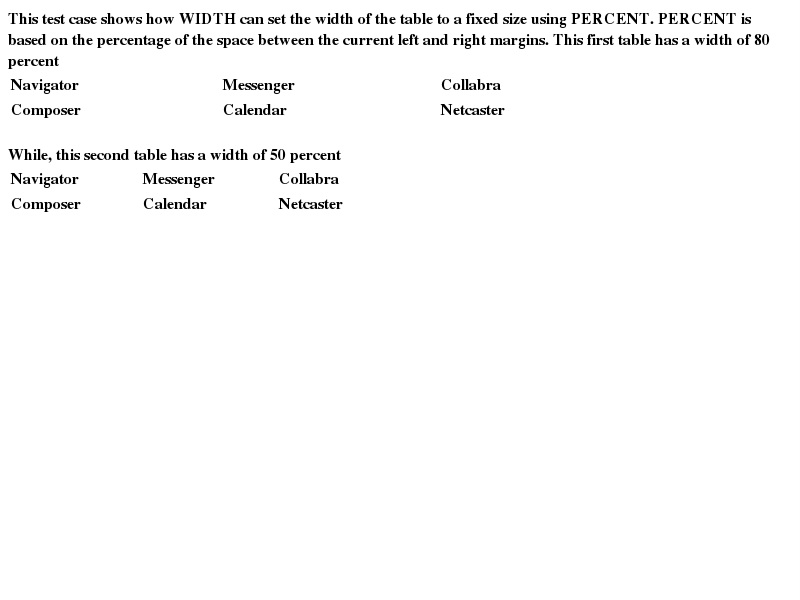 This test case shows how WIDTH can set the width of the table to a fixed size using PERCENT. PERCENT is
based on the percentage of the space between the current left and right margins. This first table has a width of 80
percent
Navigator Messenger Collabra
Composer Calendar Netcaster
While, this second table has a width of 50 percent
Navigator Messenger Collabra
Composer Calendar Netcaster